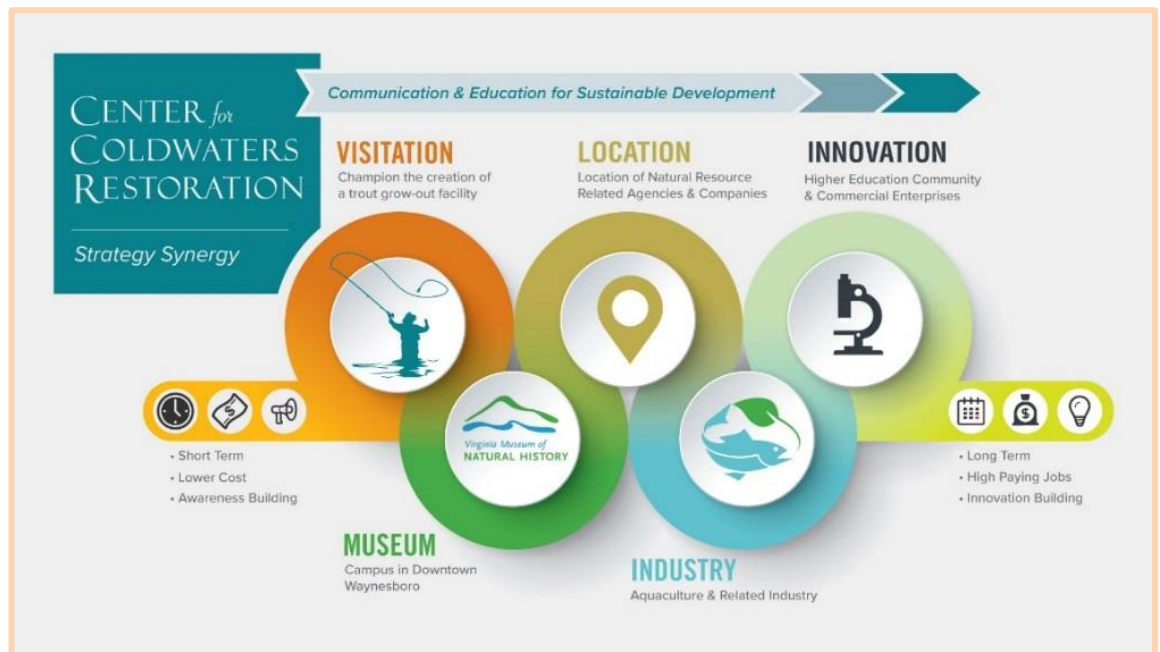 CENTER for
COLDWATERS
RESTORATION
Strategy Synergy
Communication & Education for Sustainable Development
VISITATION
Champion the creation of
a trout grow-out facility
LOCATION
Location of Natural Resource
Related Agencies & Companies
INNOVATION
Higher Education Community
& Commercial Enterprises
• Short Term
• Lower Cost
• Awareness Building
Virginia Museum of
NATURAL HISTORY
• Long Term
• High Paying Jobs
• Innovation Building
MUSEUM
Campus in Downtown
Waynesboro
INDUSTRY
Aquaculture & Related Industry